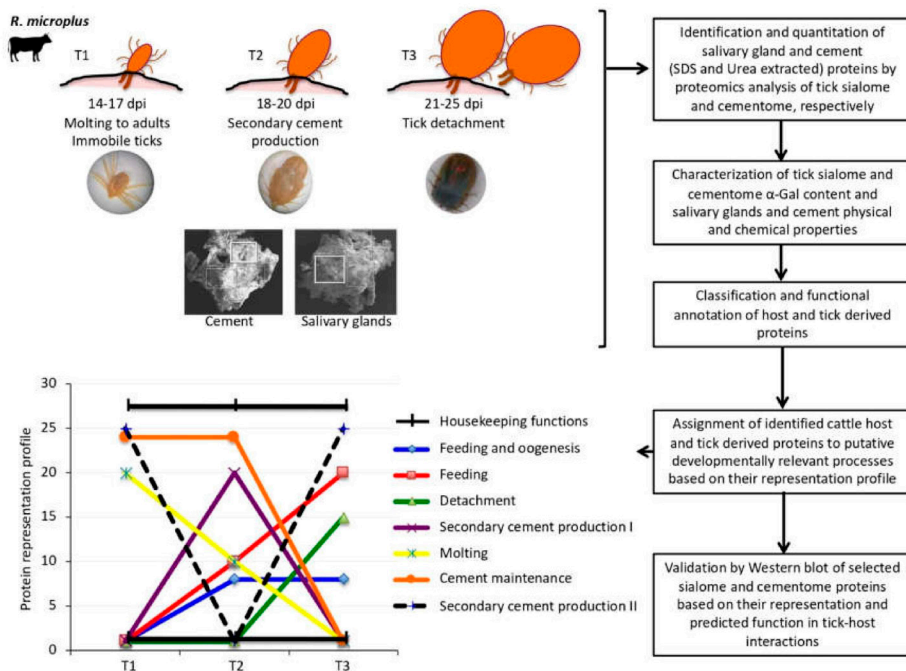 R. microplus
T1
T2
T3
14-17 dpi
18-20 dpi
21-25 dpi
Molting to adults
Immobile ticks
Secondary cement
production
Tick detachment
Cement
Salivary glands
Identification and quantitation of
salivary gland and cement
(SDS and Urea extracted) proteins by
proteomics analysis of tick sialome
and cementome, respectively
Characterization of tick sialome and
cementome α-Gal content and
salivary glands and cement physical
and chemical properties
Classification and functional
annotation of host and tick derived
proteins
Assignment of identified cattle host
and tick derived proteins to putative
developmentally relevant processes
based on their representation profile
Validation by Western blot of selected
sialome and cementome proteins
based on their representation and
predicted function in tick-host
interactions
Protein representation profile
30
25
20
15
10
5
0
T1
T2
T3
Housekeeping functions
Feeding and oogenesis
Feeding
Detachment
Secondary cement production I
Molting
Cement maintenance
Secondary cement production II